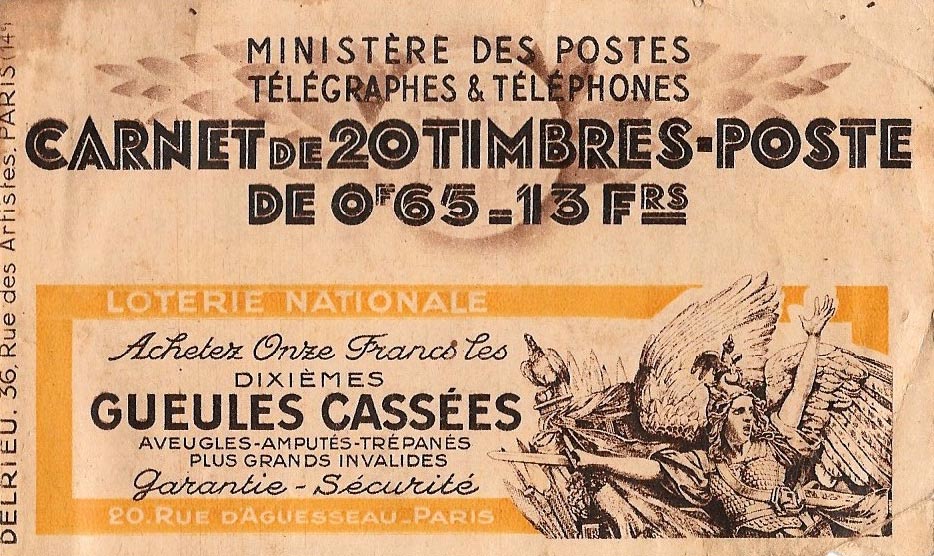 MINISTÈRE DES POSTES
TÉLÉGRAPHES & TÉLÉPHONES
CARNET DE 20 TIMBRES-POSTE
DE 0F65-13 FRS
LOTERIE NATIONALE
Achetez Onze Francs les
DIXIÈMES
GUEULES CASSÉES
AVEUGLES-AMPUTÉS-TRÉPANÉS
PLUS GRANDS INVALIDES
Garantie - Sécurité
20. RUE D'AGUESSEAU_PARIS
DELRIEU. 36, Rue des Artistes. PARIS (14e)